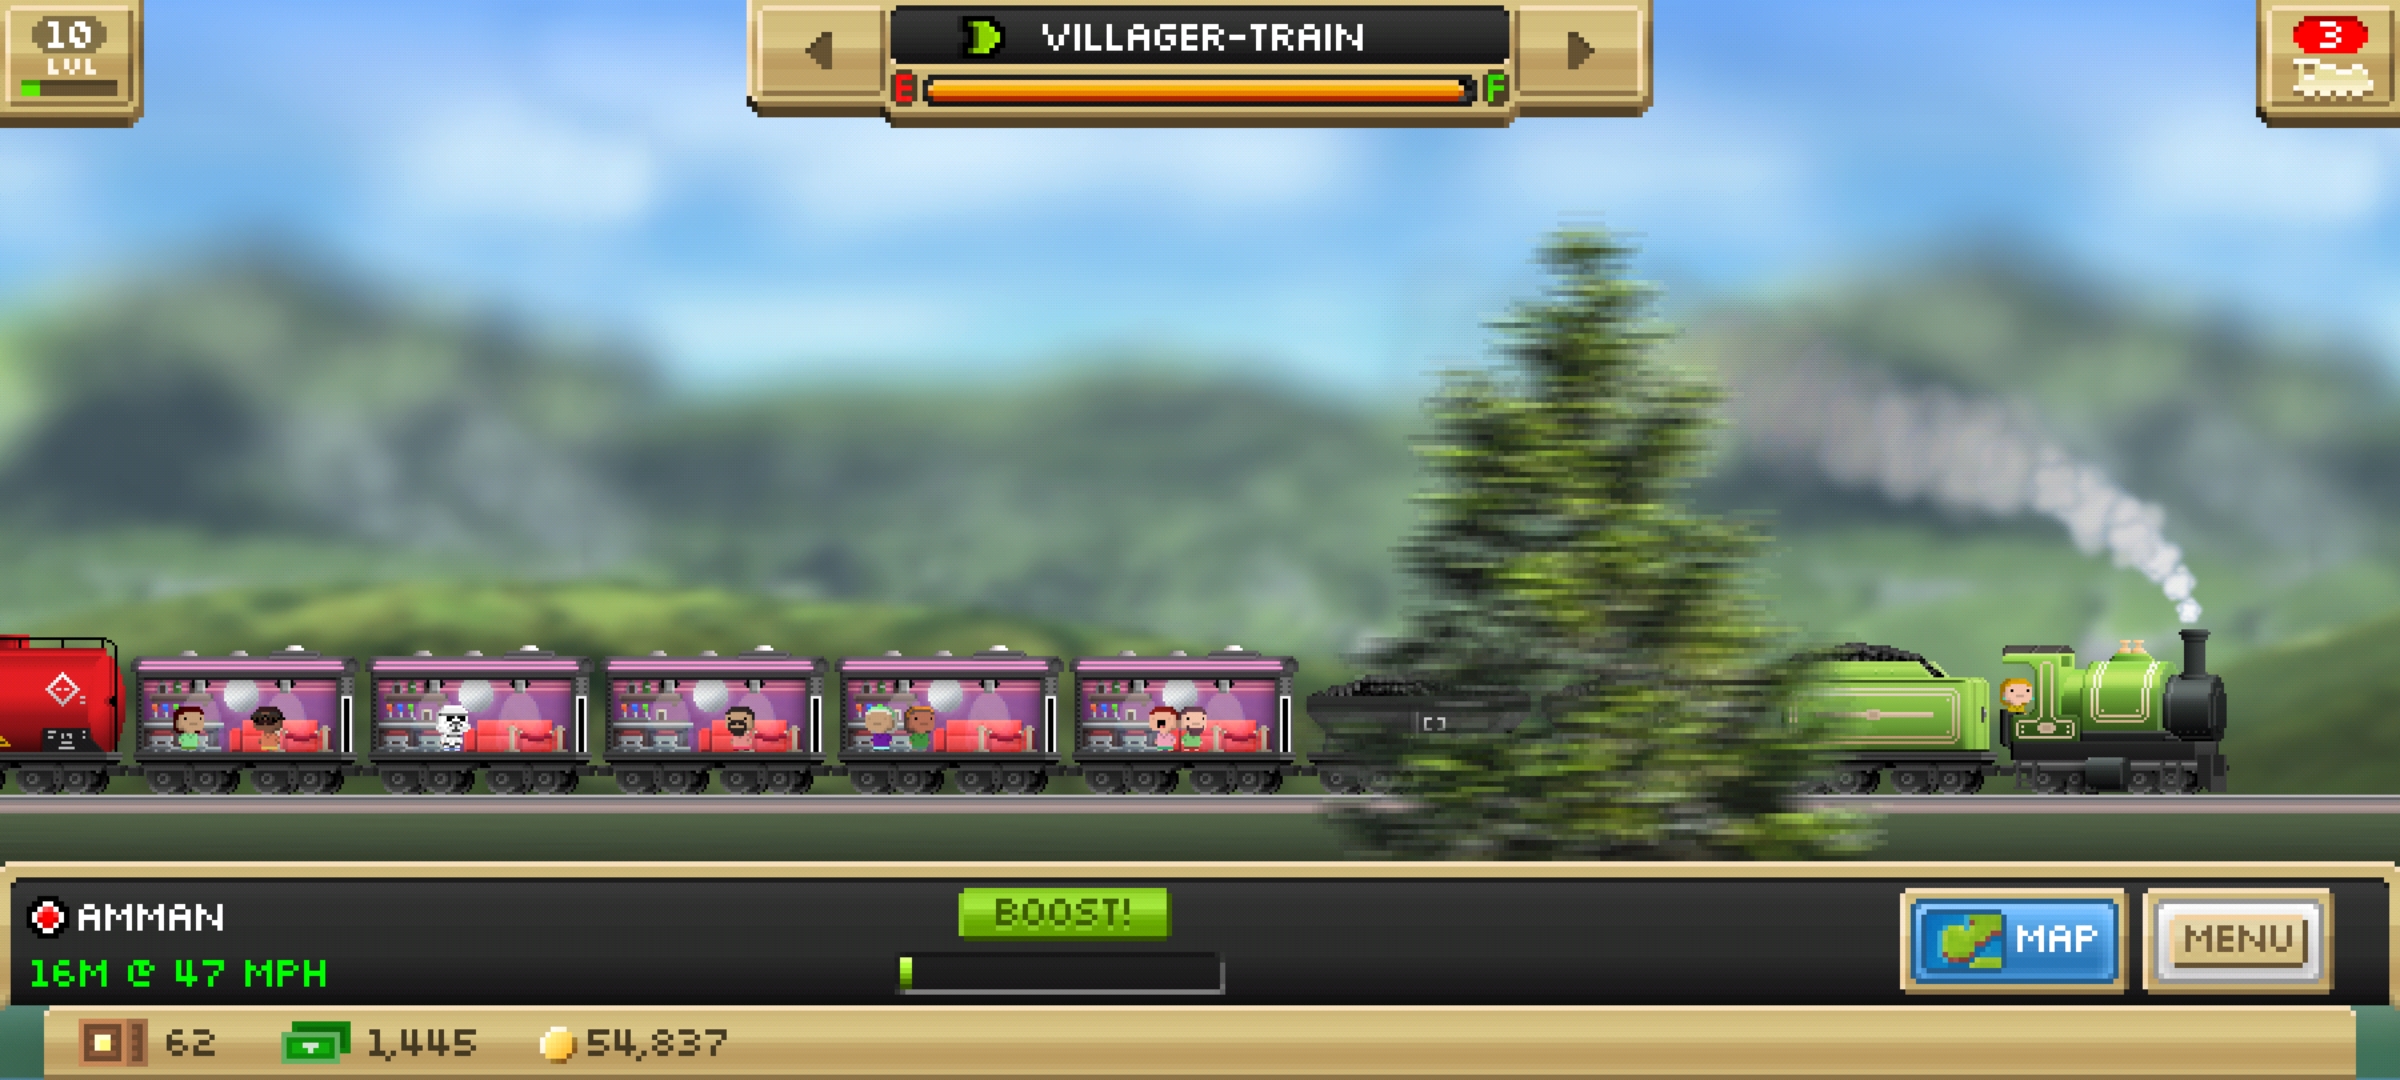 10
LVL
VILLAGER-TRAIN
E F
3
AMMAN
16M @ 47 MPH
BOOST!
MAP
MENU
62 1,445 54,837